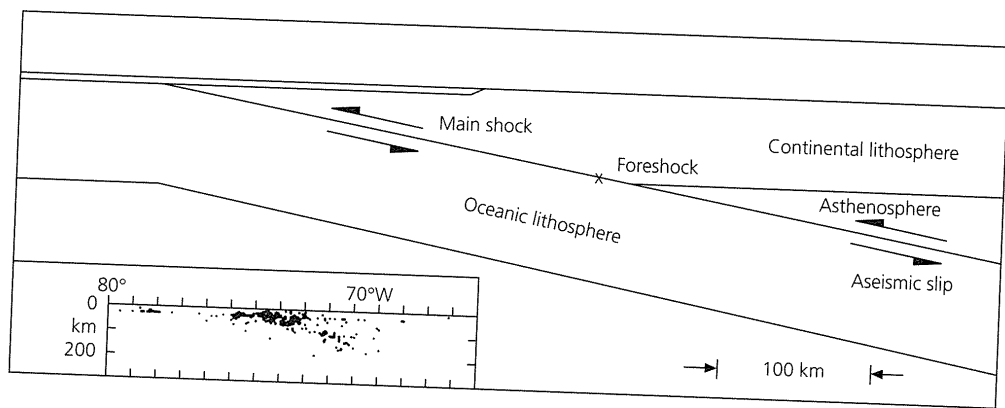 Main shock
Foreshock
Continental lithosphere
Oceanic lithosphere
Asthenosphere
Aseismic slip
80°
70°W
0
km
200
100 km